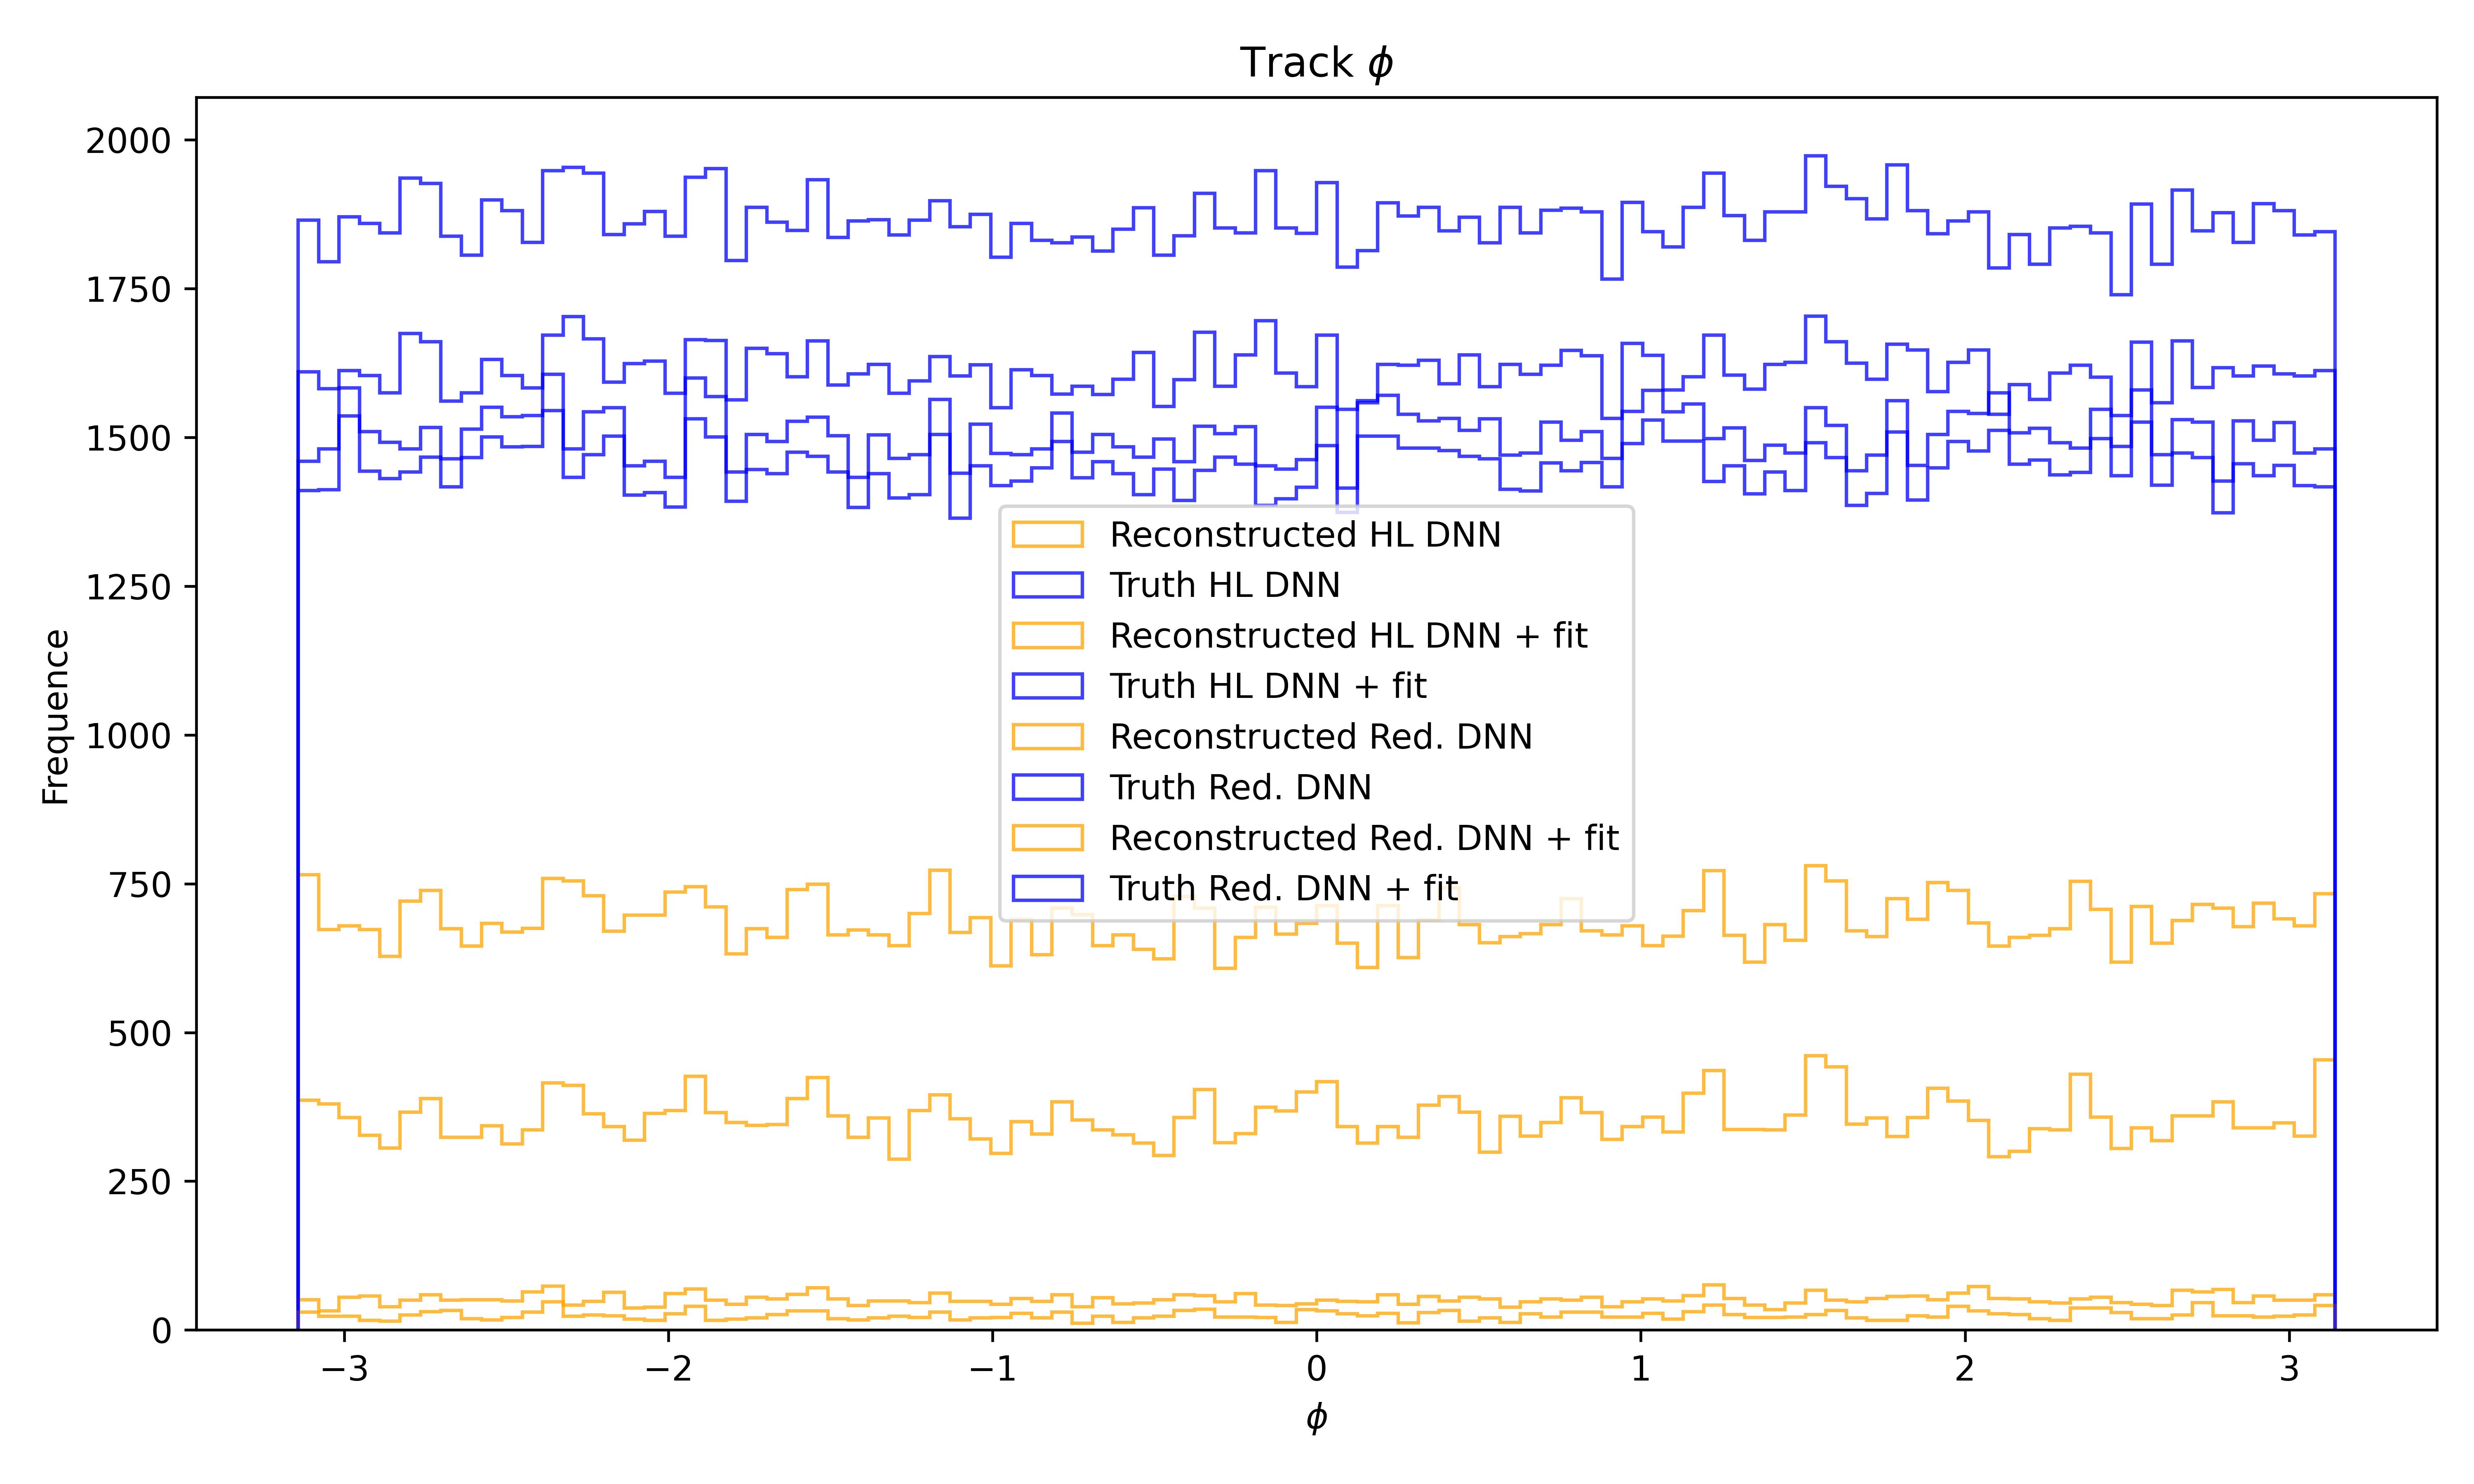 Track ϕ
2000
1750
1500
1250
1000
750
500
250
0
Frequence
Reconstructed HL DNN
Truth HL DNN
Reconstructed HL DNN + fit
Truth HL DNN + fit
Reconstructed Red. DNN
Truth Red. DNN
Reconstructed Red. DNN + fit
Truth Red. DNN + fit
−3 −2 −1 0 1 2 3
ϕ